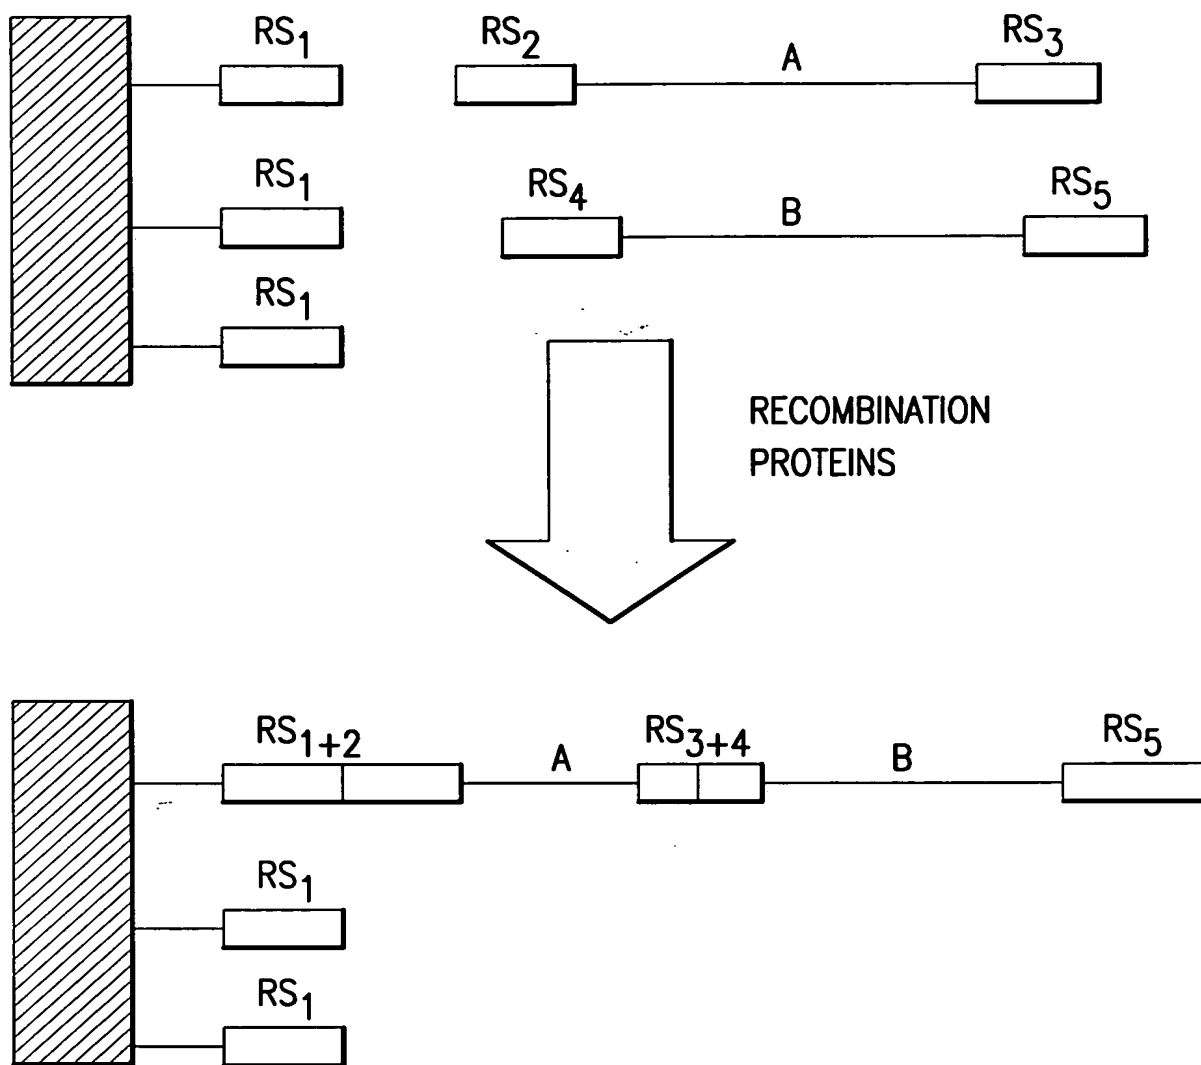 RS1 RS2 A RS3
RS1 RS4 B RS5
RS1
RECOMBINATION
PROTEINS
RS1+2 A RS3+4 B RS5
RS1
RS1